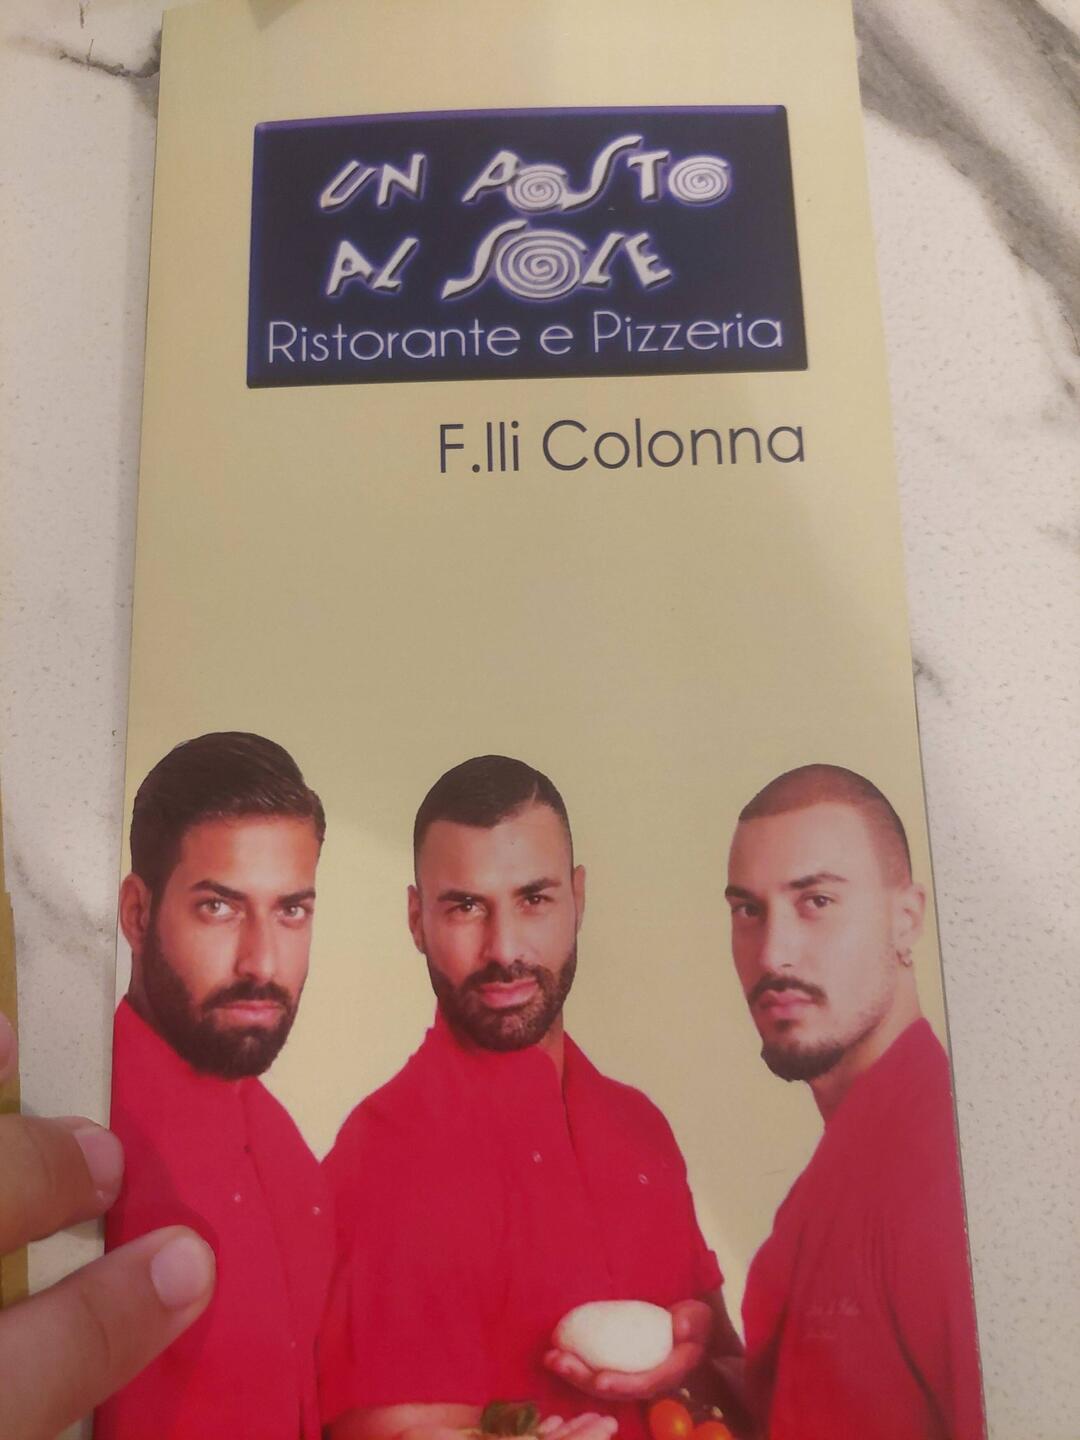 UN POSTO
AL SOLE
Ristorante e Pizzeria
F.lli Colonna